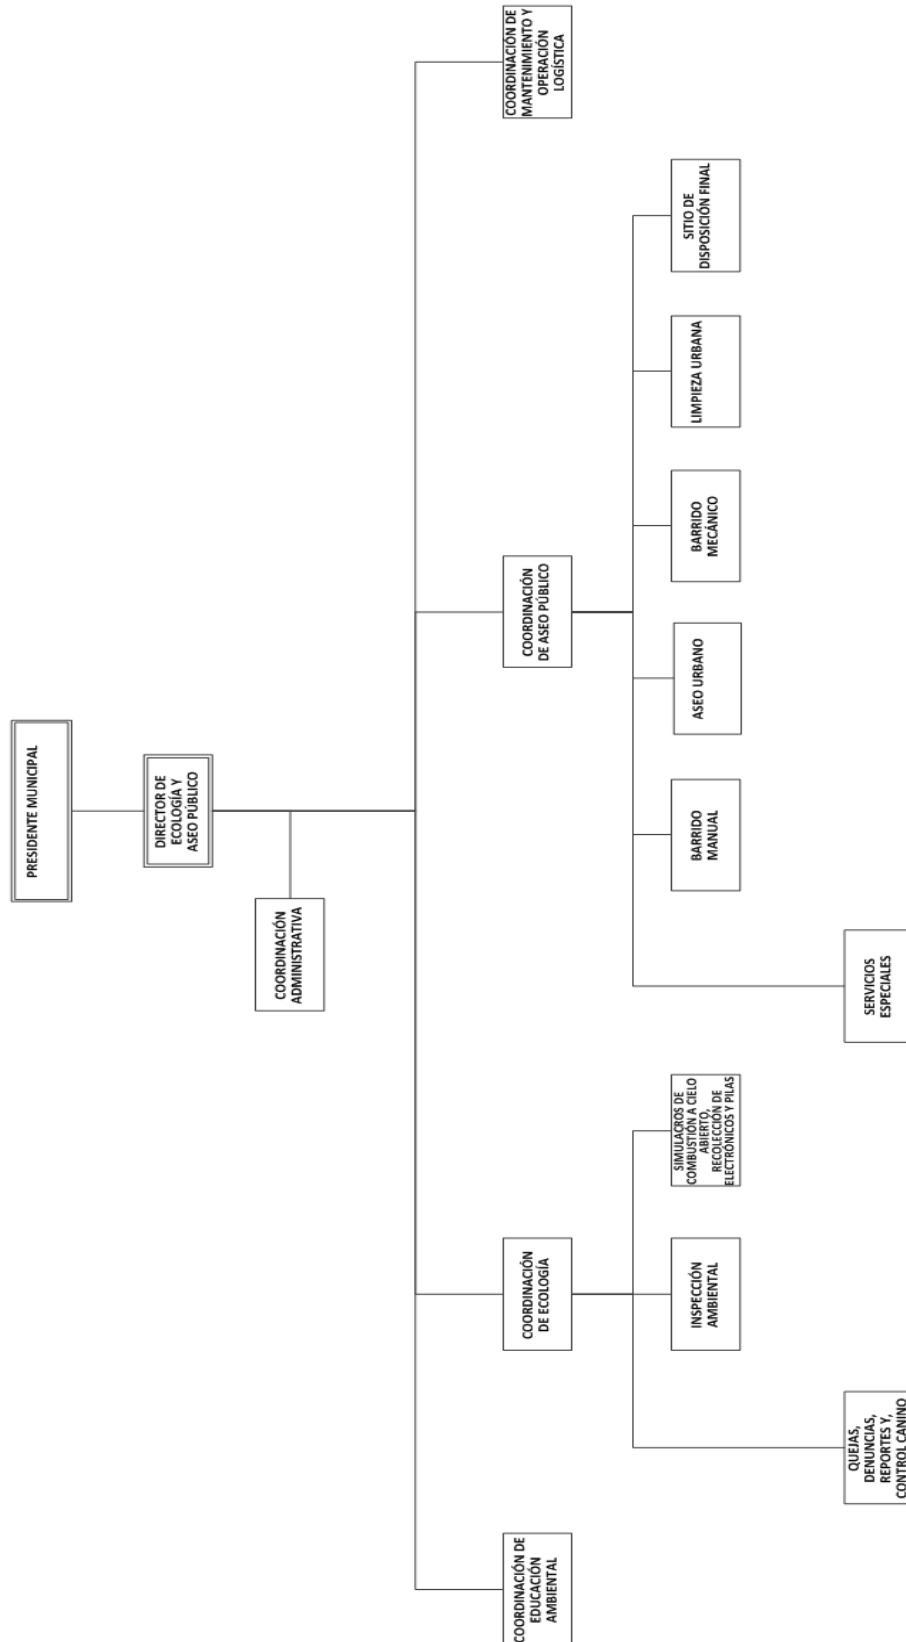 PRESIDENTE MUNICIPAL
DIRECTOR DE
ECOLOGÍA Y
ASEO PÚBLICO
COORDINACIÓN
ADMINISTRATIVA
COORDINACIÓN DE
EDUCACIÓN
AMBIENTAL
COORDINACIÓN
DE ECOLOGÍA
COORDINACIÓN
DE ASEO PÚBLICO
COORDINACIÓN DE
MANTENIMIENTO Y
OPERACIÓN
LOGÍSTICA
INSPECCIÓN
AMBIENTAL
SIMULACROS DE
COMBUSTIÓN A CIELO
ABIERTO,
RECOLECCIÓN DE
ELECTRÓNICOS Y PILAS
BARRIDO
MANUAL
ASEO URBANO
BARRIDO
MECÁNICO
LIMPIEZA URBANA
SITIO DE
DISPOSICIÓN FINAL
QUEJAS,
DENUNCIAS,
REPORTES Y,
CONTROL CANINO
SERVICIOS
ESPECIALES